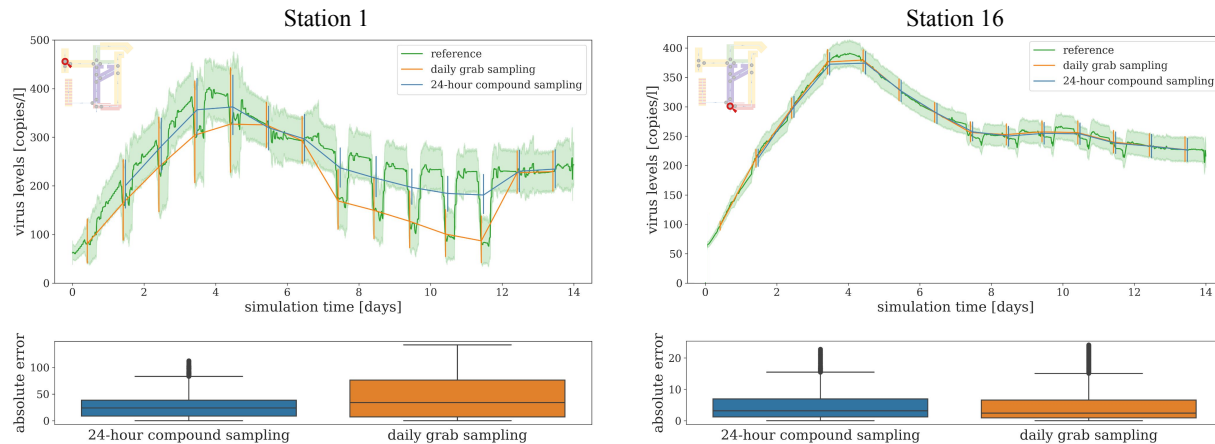 Station 1
500
400
300
200
100
0
virus levels [copies/l]
reference
daily grab sampling
24-hour compound sampling
0 2 4 6 8 10 12 14
simulation time [days]
absolute error
100
50
0
24-hour compound sampling daily grab sampling
Station 16
400
350
300
250
200
150
100
50
0
virus levels [copies/l]
reference
daily grab sampling
24-hour compound sampling
0 2 4 6 8 10 12 14
simulation time [days]
absolute error
20
10
0
24-hour compound sampling daily grab sampling